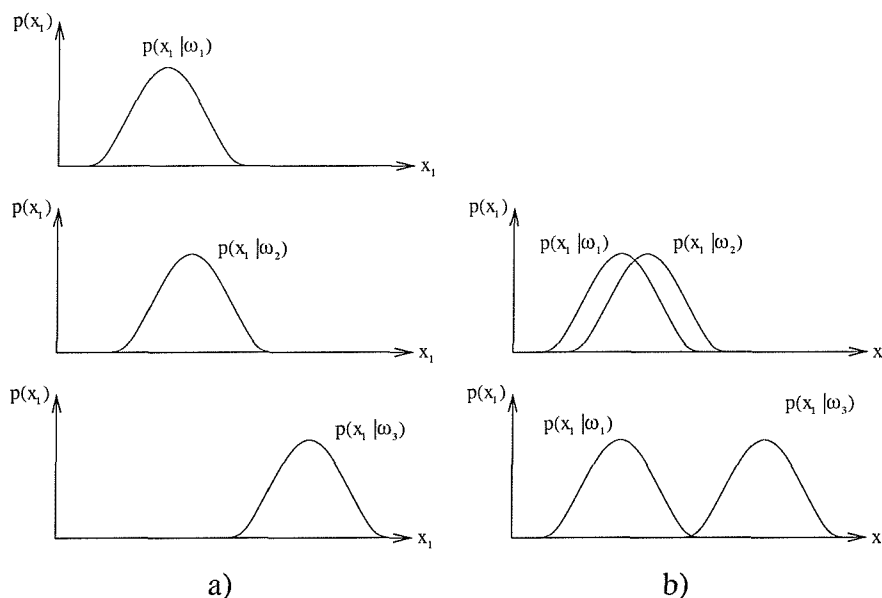 p(x₁)
p(x₁ |ω₁)
x₁
p(x₁)
p(x₁ |ω₂)
x₁
p(x₁)
p(x₁ |ω₃)
x₁
a)
p(x₁)
p(x₁ |ω₁) p(x₁ |ω₂)
x
p(x₁)
p(x₁ |ω₁) p(x₁ |ω₃)
x
b)